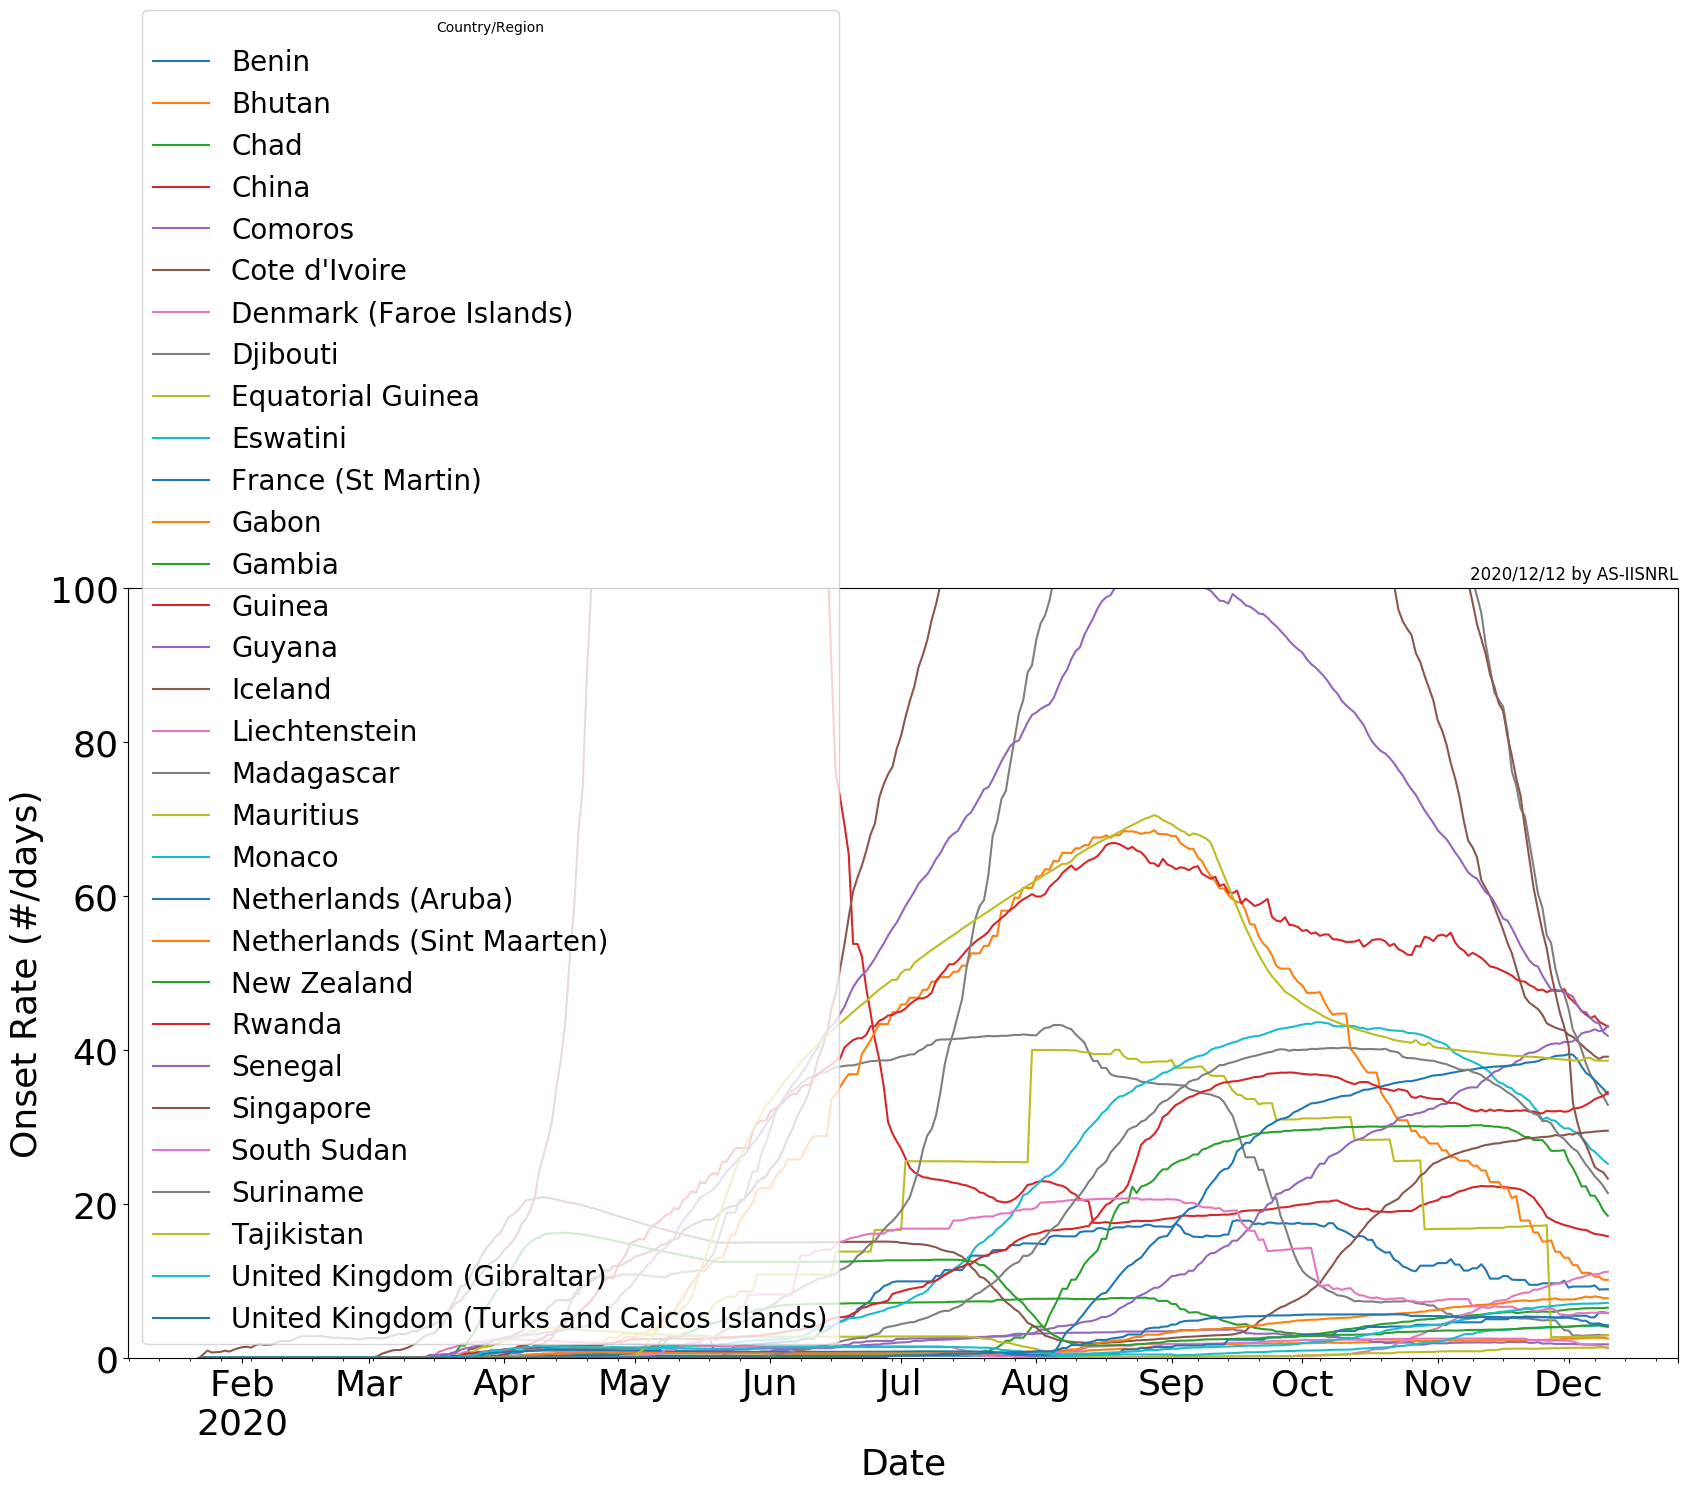 Country/Region
Benin
Bhutan
Chad
China
Comoros
Cote d'Ivoire
Denmark (Faroe Islands)
Djibouti
Equatorial Guinea
Eswatini
France (St Martin)
Gabon
Gambia
Guinea
Guyana
Iceland
Liechtenstein
Madagascar
Mauritius
Monaco
Netherlands (Aruba)
Netherlands (Sint Maarten)
New Zealand
Rwanda
Senegal
Singapore
South Sudan
Suriname
Tajikistan
United Kingdom (Gibraltar)
United Kingdom (Turks and Caicos Islands)
2020/12/12 by AS-IISNRL
100
80
60
40
20
0
Onset Rate (#/days)
Feb Mar Apr May Jun Jul Aug Sep Oct Nov Dec
2020
Date